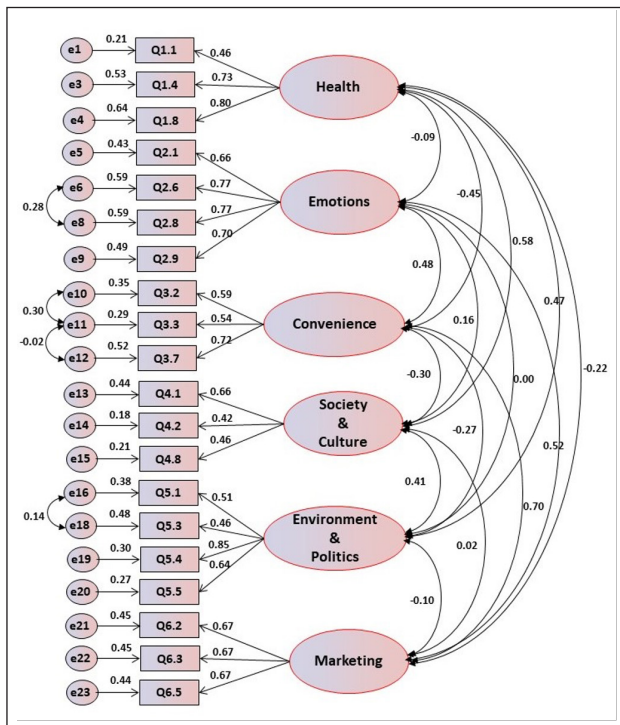 e1 0.21 Q1.1 0.46
e3 0.53 Q1.4 0.73
e4 0.64 Q1.8 0.80
Health
e5 0.43 Q2.1 0.66
e6 0.59 Q2.6 0.77
e8 0.59 Q2.8 0.77
e9 0.49 Q2.9 0.70
0.28
Emotions
e10 0.35 Q3.2 0.59
e11 0.29 Q3.3 0.54
e12 0.52 Q3.7 0.72
0.30
-0.02
Convenience
e13 0.44 Q4.1 0.66
e14 0.18 Q4.2 0.42
e15 0.21 Q4.8 0.46
Society
&
Culture
e16 0.38 Q5.1 0.51
e18 0.48 Q5.3 0.46
e19 0.30 Q5.4 0.85
e20 0.27 Q5.5 0.64
0.14
Environment
&
Politics
e21 0.45 Q6.2 0.67
e22 0.45 Q6.3 0.67
e23 0.44 Q6.5 0.67
Marketing
-0.09
-0.45
0.58
0.48
0.47
0.16
-0.22
-0.30
0.00
-0.27
0.52
0.41
0.70
0.02
-0.10